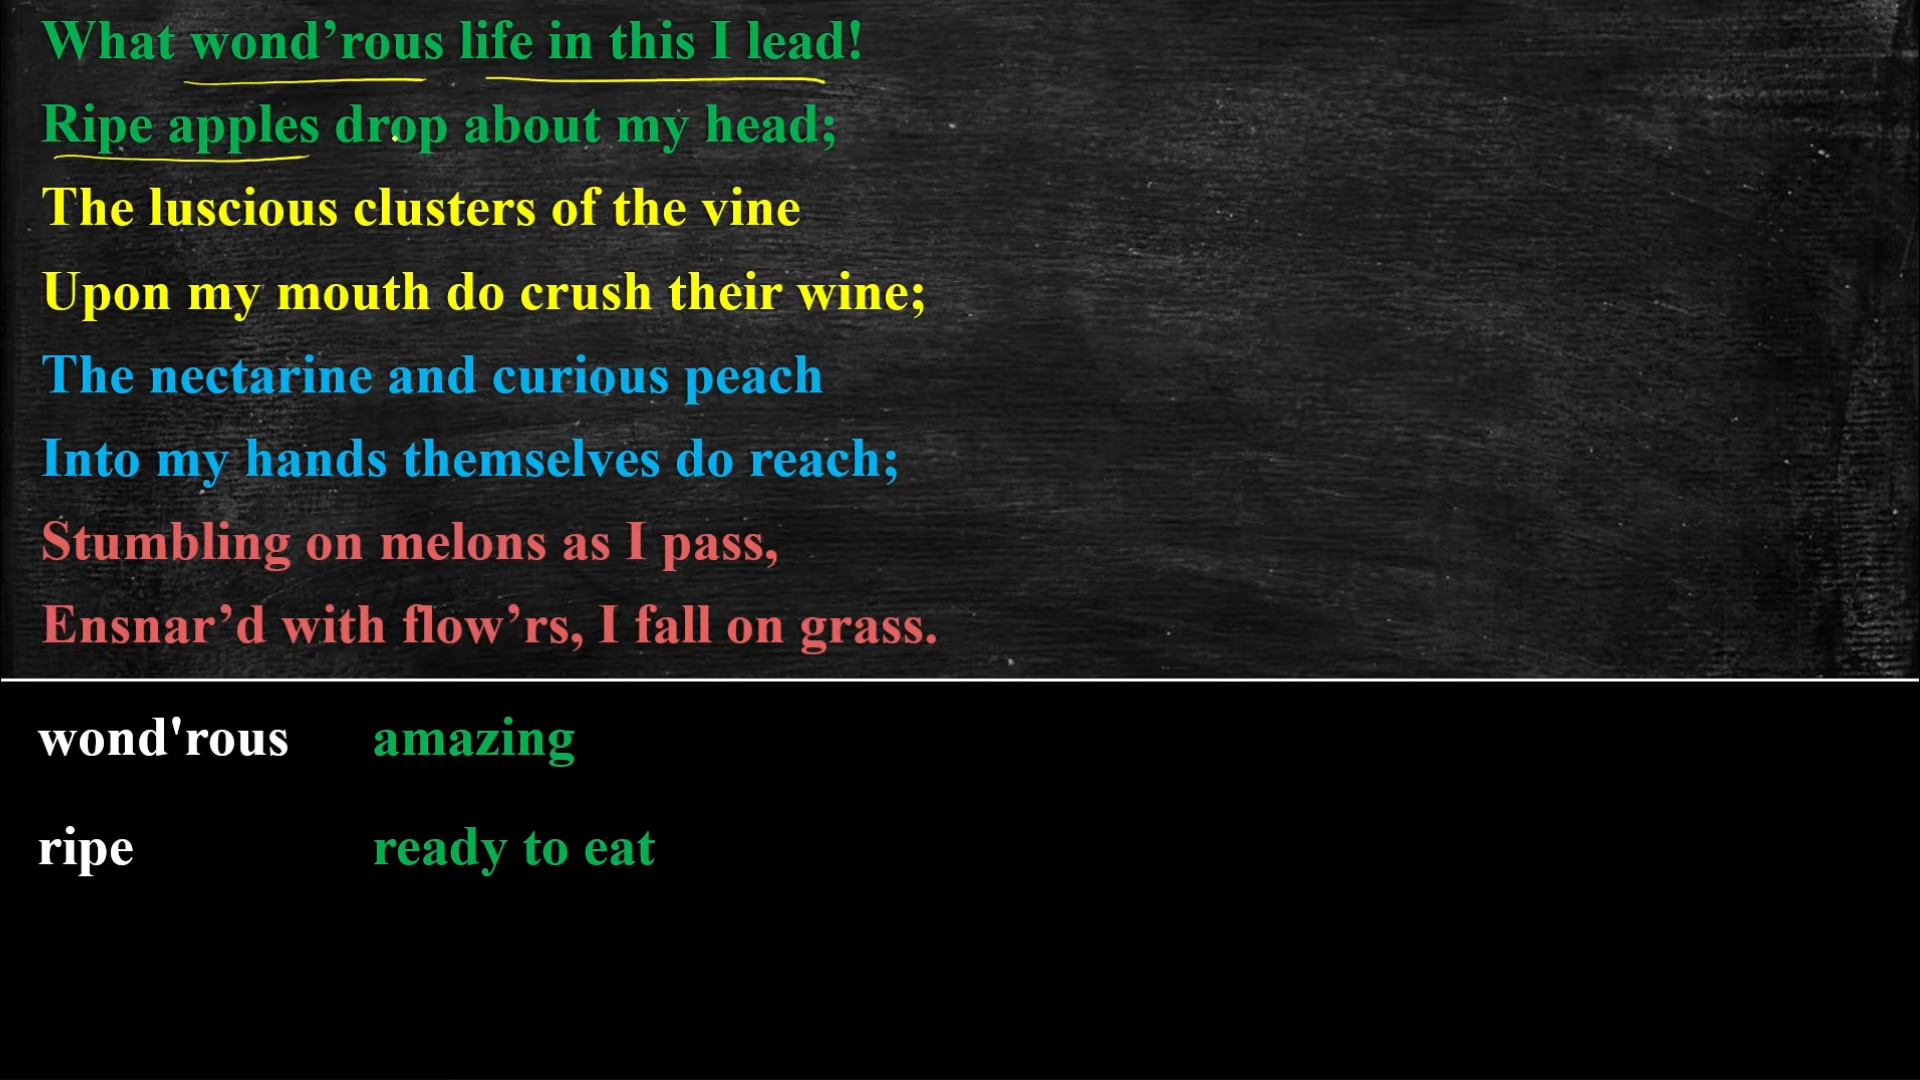 What wond’rous life in this I lead!
Ripe apples drop about my head;
The luscious clusters of the vine
Upon my mouth do crush their wine;
The nectarine and curious peach
Into my hands themselves do reach;
Stumbling on melons as I pass,
Ensnar’d with flow’rs, I fall on grass.
wond'rous amazing
ripe ready to eat